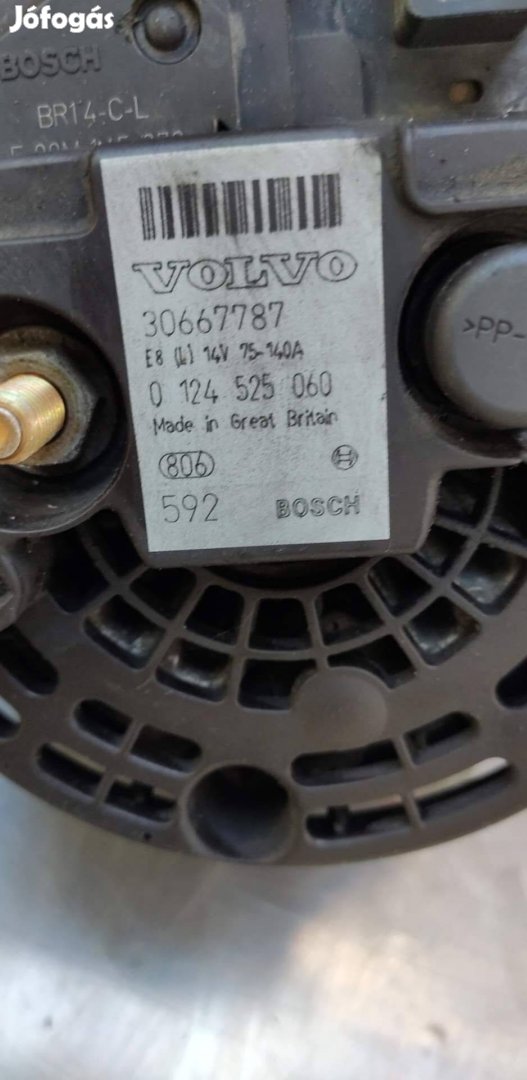 Jófogás
BOSCH
BR14-C-L
VOLVO
30667787
E8 (L) 14V 75-140A
0 124 525 060
Made in Great Britain
806
592 BOSCH
>PP-